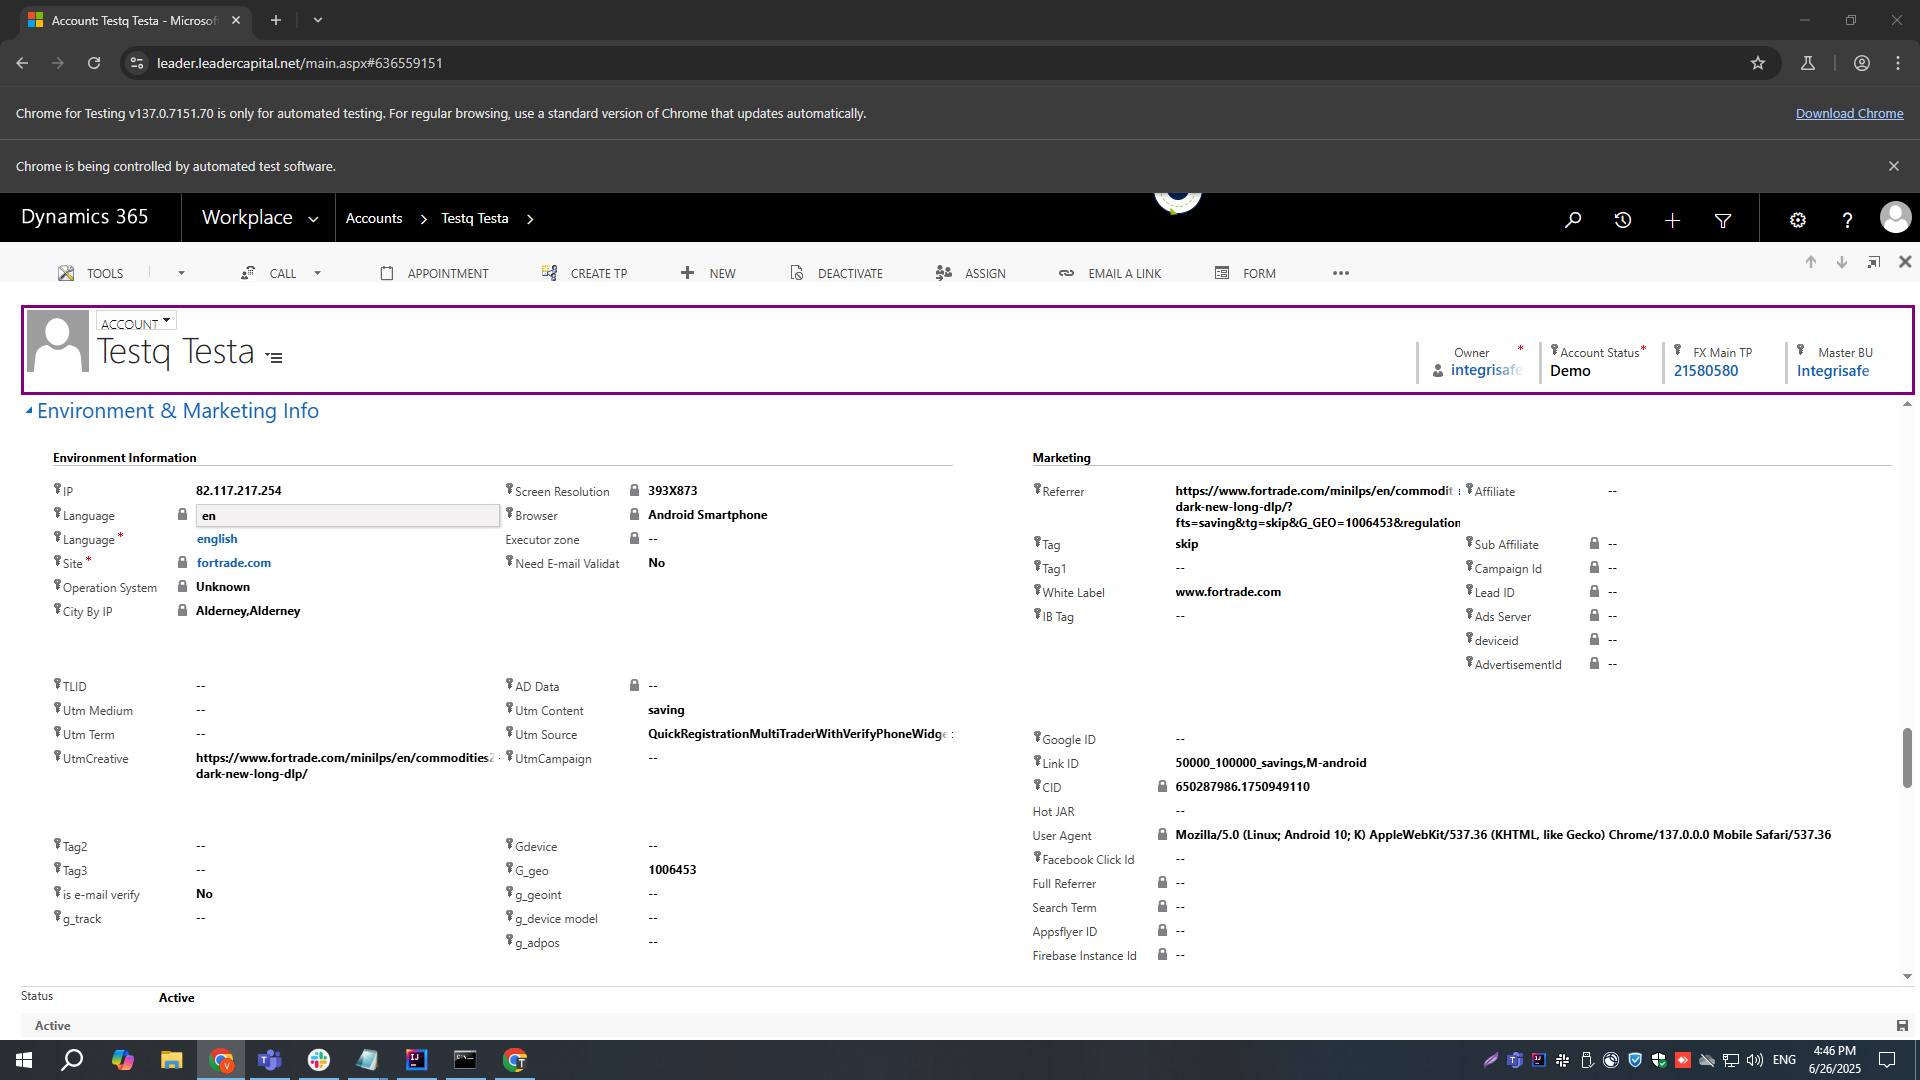 Account: Testq Testa - Microsof
leader.leadercapital.net/main.aspx#636559151
Chrome for Testing v137.0.7151.70 is only for automated testing. For regular browsing, use a standard version of Chrome that updates automatically.
Download Chrome
Chrome is being controlled by automated test software.
Dynamics 365
Workplace
Accounts
Testq Testa
TOOLS
CALL
APPOINTMENT
CREATE TP
NEW
DEACTIVATE
ASSIGN
EMAIL A LINK
FORM
ACCOUNT
Testq Testa
Owner *
integrisafe
Account Status *
Demo
FX Main TP
21580580
Master BU
Integrisafe
Environment & Marketing Info
Environment Information
IP 82.117.217.254
Language en
Language * english
Site * fortrade.com
Operation System Unknown
City By IP Alderney,Alderney
Screen Resolution 393X873
Browser Android Smartphone
Executor zone --
Need E-mail Validat No
TLID --
Utm Medium --
Utm Term --
UtmCreative https://www.fortrade.com/minilps/en/commodities2
dark-new-long-dlp/
AD Data --
Utm Content saving
Utm Source QuickRegistrationMultiTraderWithVerifyPhoneWidge
UtmCampaign --
Tag2 --
Tag3 --
is e-mail verify No
g_track --
Gdevice --
G_geo 1006453
g_geoint --
g_device model --
g_adpos --
Marketing
Referrer https://www.fortrade.com/minilps/en/commodit
dark-new-long-dlp/?
fts=saving&tg=skip&G_GEO=1006453&regulation
Tag skip
Tag1 --
White Label www.fortrade.com
IB Tag --
Affiliate --
Sub Affiliate --
Campaign Id --
Lead ID --
Ads Server --
deviceid --
AdvertisementId --
Google ID --
Link ID 50000_100000_savings,M-android
CID 650287986.1750949110
Hot JAR --
User Agent Mozilla/5.0 (Linux; Android 10; K) AppleWebKit/537.36 (KHTML, like Gecko) Chrome/137.0.0.0 Mobile Safari/537.36
Facebook Click Id --
Full Referrer --
Search Term --
Appsflyer ID --
Firebase Instance Id --
Status Active
Active
ENG
4:46 PM
6/26/2025